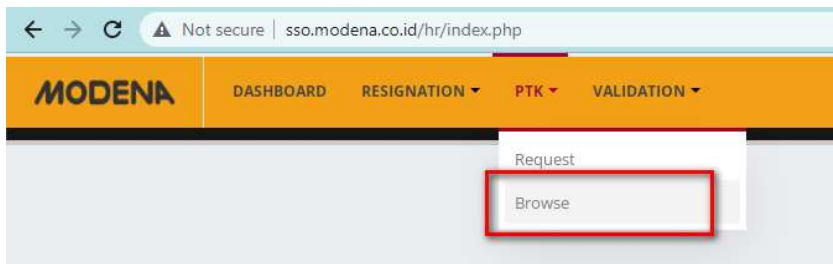 Not secure | sso.modena.co.id/hr/index.php
MODENA DASHBOARD RESIGNATION PTK VALIDATION
Request
Browse